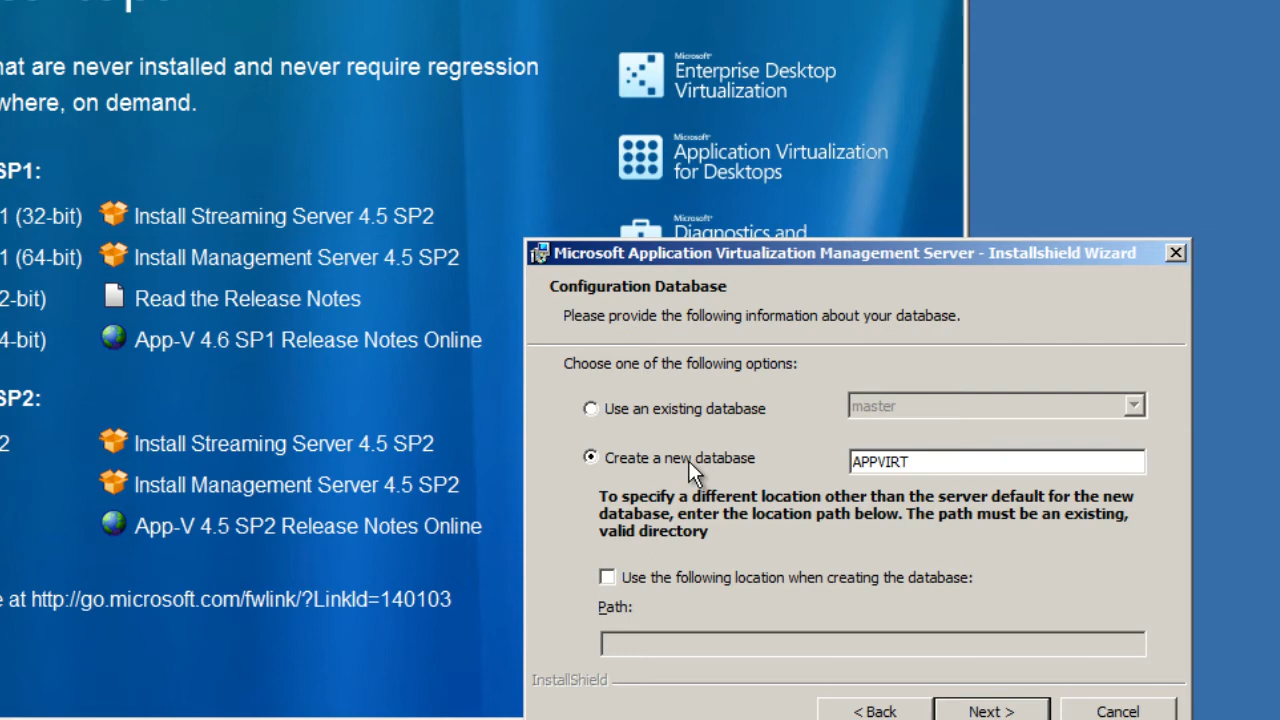 hat are never installed and never require regression
where, on demand.
Microsoft
Enterprise Desktop
Virtualization
Microsoft
Application Virtualization
for Desktops
Microsoft
Diagnostics and
SP1:
1 (32-bit)
Install Streaming Server 4.5 SP2
1 (64-bit)
Install Management Server 4.5 SP2
2-bit)
Read the Release Notes
4-bit)
App-V 4.6 SP1 Release Notes Online
SP2:
2
Install Streaming Server 4.5 SP2
Install Management Server 4.5 SP2
App-V 4.5 SP2 Release Notes Online
e at http://go.microsoft.com/fwlink/?LinkId=140103
Microsoft Application Virtualization Management Server - Installshield Wizard
Configuration Database
Please provide the following information about your database.
Choose one of the following options:
Use an existing database
master
Create a new database
APPVIRT
To specify a different location other than the server default for the new
database, enter the location path below. The path must be an existing,
valid directory
Use the following location when creating the database:
Path:
InstallShield
< Back
Next >
Cancel